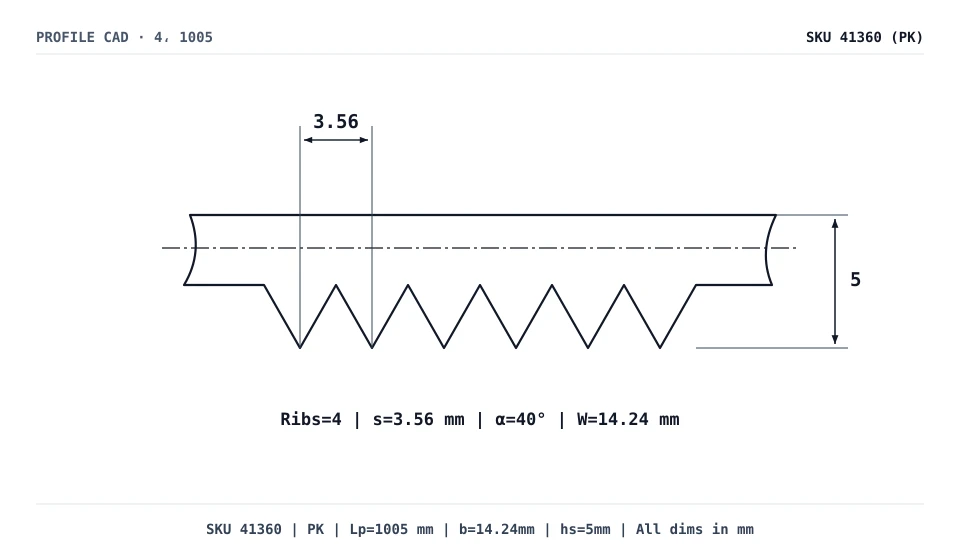 PROFILE CAD · 4، 1005
SKU 41360 (PK)
3.56
5
Ribs=4 | s=3.56 mm | α=40° | W=14.24 mm
SKU 41360 | PK | Lp=1005 mm | b=14.24mm | hs=5mm | All dims in mm